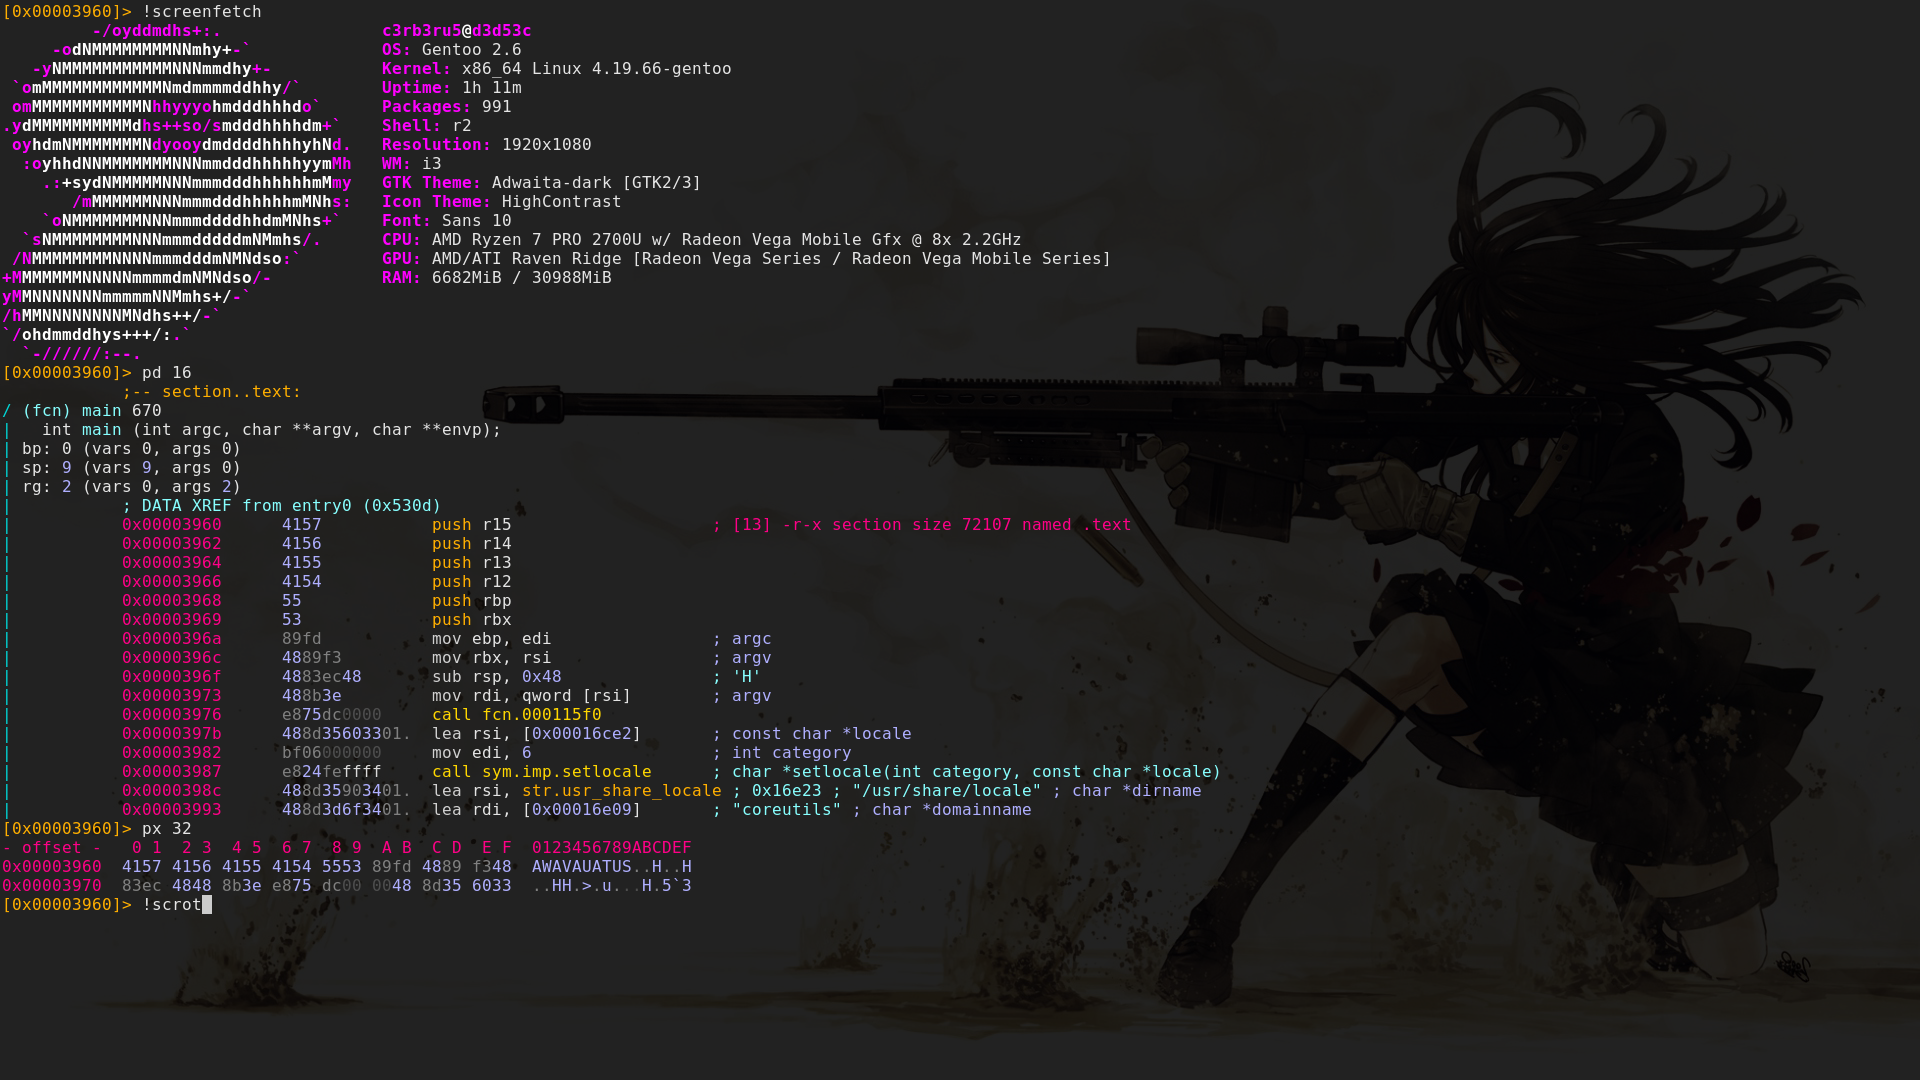 [0x00003960]> !screenfetch
         -/oyddmdhs+:.                c3rb3ru5@d3d53c
     -odNMMMMMMMMNNmhy+-`             OS: Gentoo 2.6
   -yNMMMMMMMMMMMNNNmmdhy+-           Kernel: x86_64 Linux 4.19.66-gentoo
 `omMMMMMMMMMMMMNmdmmmmddhhy/`        Uptime: 1h 11m
 omMMMMMMMMMMMNhhyyyohmdddhhhdo`      Packages: 991
.ydMMMMMMMMMMdhs++so/smdddhhhhdm+`    Shell: r2
 oyhdmNMMMMMMMNdyooydmddddhhhhyhNd.   Resolution: 1920x1080
  :oyhhdNNMMMMMMMNNNmmdddhhhhhyymMh   WM: i3
    .:+sydNMMMMMNNNmmmdddhhhhhhmMmy   GTK Theme: Adwaita-dark [GTK2/3]
       /mMMMMMMNNNmmmdddhhhhhmMNhs:   Icon Theme: HighContrast
    `oNMMMMMMMNNNmmmddddhhdmMNhs+`    Font: Sans 10
  `sNMMMMMMMMNNNmmmdddddmNMmhs/.      CPU: AMD Ryzen 7 PRO 2700U w/ Radeon Vega Mobile Gfx @ 8x 2.2GHz
 /NMMMMMMMMNNNNmmmdddmNMNdso:`        GPU: AMD/ATI Raven Ridge [Radeon Vega Series / Radeon Vega Mobile Series]
+MMMMMMMNNNNNmmmmdmNMNdso/-           RAM: 6682MiB / 30988MiB
yMMNNNNNNNmmmmmNNMmhs+/-`
/hMMNNNNNNNNMNdhs++/-`
`/ohdmmddhys+++/:.`
  `-//////:--.
[0x00003960]> pd 16
            ;-- section..text:
/ (fcn) main 670
|   int main (int argc, char **argv, char **envp);
| bp: 0 (vars 0, args 0)
| sp: 9 (vars 9, args 0)
| rg: 2 (vars 0, args 2)
|           ; DATA XREF from entry0 (0x530d)
|           0x00003960      4157           push r15                    ; [13] -r-x section size 72107 named .text
|           0x00003962      4156           push r14
|           0x00003964      4155           push r13
|           0x00003966      4154           push r12
|           0x00003968      55             push rbp
|           0x00003969      53             push rbx
|           0x0000396a      89fd           mov ebp, edi                ; argc
|           0x0000396c      4889f3         mov rbx, rsi                ; argv
|           0x0000396f      4883ec48       sub rsp, 0x48               ; 'H'
|           0x00003973      488b3e         mov rdi, qword [rsi]        ; argv
|           0x00003976      e875dc0000     call fcn.000115f0
|           0x0000397b      488d35603301.  lea rsi, [0x00016ce2]       ; const char *locale
|           0x00003982      bf06000000     mov edi, 6                  ; int category
|           0x00003987      e824feffff     call sym.imp.setlocale      ; char *setlocale(int category, const char *locale)
|           0x0000398c      488d35903401.  lea rsi, str.usr_share_locale ; 0x16e23 ; "/usr/share/locale" ; char *dirname
|           0x00003993      488d3d6f3401.  lea rdi, [0x00016e09]       ; "coreutils" ; char *domainname
[0x00003960]> px 32
- offset -   0 1  2 3  4 5  6 7  8 9  A B  C D  E F  0123456789ABCDEF
0x00003960  4157 4156 4155 4154 5553 89fd 4889 f348  AWAVAUATUS..H..H
0x00003970  83ec 4848 8b3e e875 dc00 0048 8d35 6033  ..HH.>.u...H.5`3
[0x00003960]> !scrot